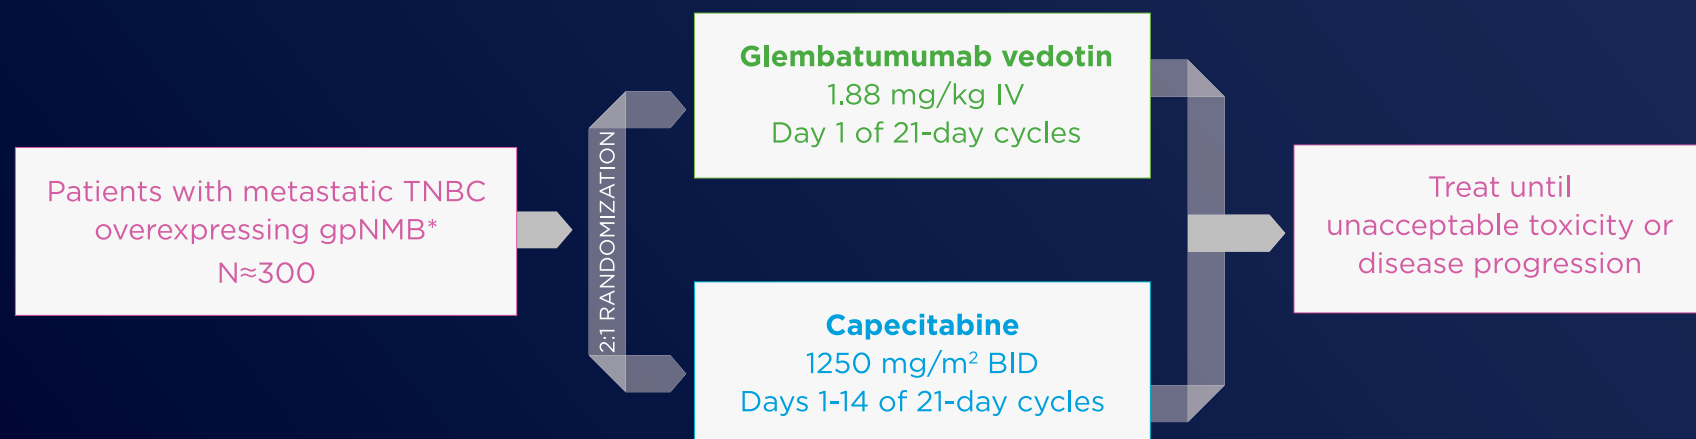 Patients with metastatic TNBC
overexpressing gpNMB*
N≈300
2:1 RANDOMIZATION
Glembatumumab vedotin
1.88 mg/kg IV
Day 1 of 21-day cycles
Capecitabine
1250 mg/m² BID
Days 1-14 of 21-day cycles
Treat until
unacceptable toxicity or
disease progression